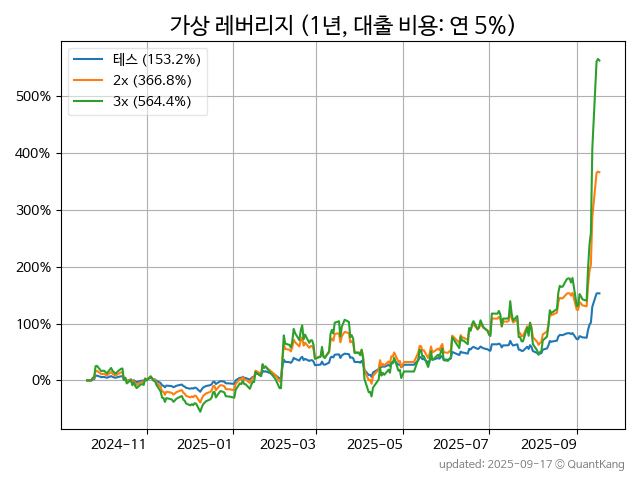 가상 레버리지 (1년, 대출 비용: 연 5%)
테스 (153.2%)
2x (366.8%)
3x (564.4%)
500%
400%
300%
200%
100%
0%
2024-11
2025-01
2025-03
2025-05
2025-07
2025-09
updated: 2025-09-17 © QuantKang